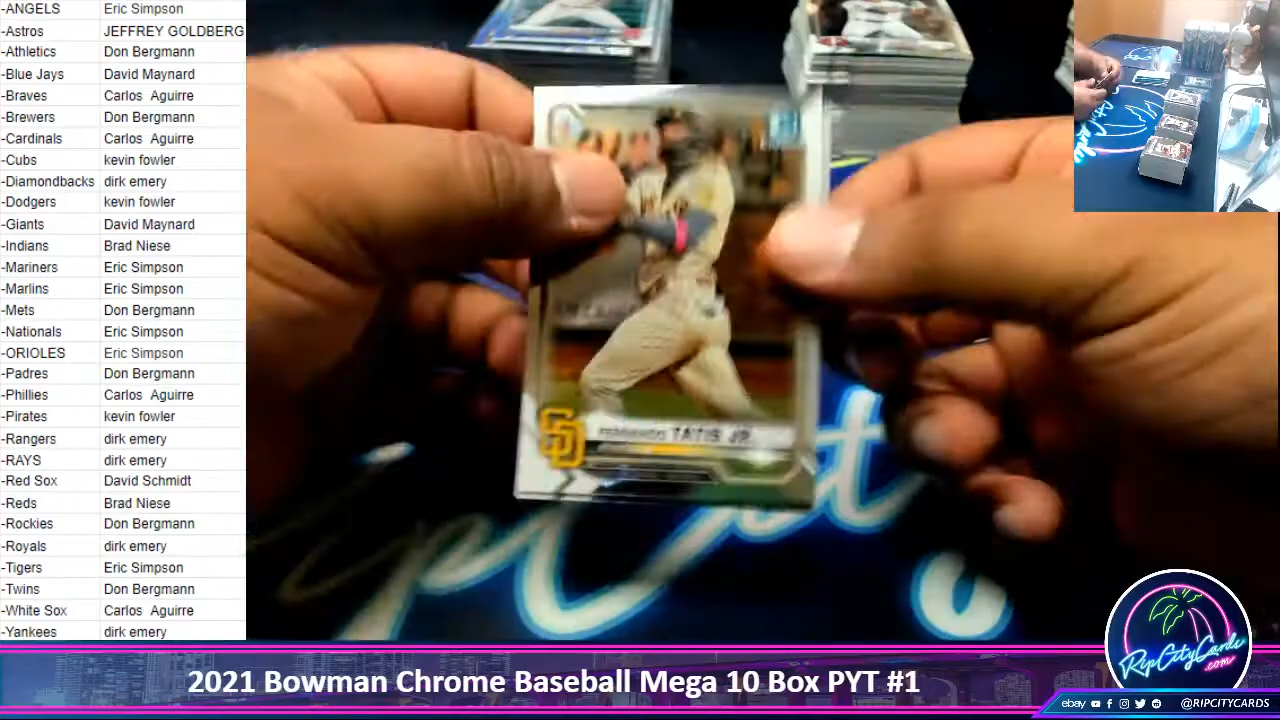 -ANGELS Eric Simpson
-Astros JEFFREY GOLDBERG
-Athletics Don Bergmann
-Blue Jays David Maynard
-Braves Carlos Aguirre
-Brewers Don Bergmann
-Cardinals Carlos Aguirre
-Cubs kevin fowler
-Diamondbacks dirk emery
-Dodgers kevin fowler
-Giants David Maynard
-Indians Brad Niese
-Mariners Eric Simpson
-Marlins Eric Simpson
-Mets Don Bergmann
-Nationals Eric Simpson
-ORIOLES Eric Simpson
-Padres Don Bergmann
-Phillies Carlos Aguirre
-Pirates kevin fowler
-Rangers dirk emery
-RAYS dirk emery
-Red Sox David Schmidt
-Reds Brad Niese
-Rockies Don Bergmann
-Royals dirk emery
-Tigers Eric Simpson
-Twins Don Bergmann
-White Sox Carlos Aguirre
-Yankees dirk emery
SD
FERNANDO TATIS JR.
2021 Bowman Chrome Baseball Mega 10 Box PYT #1
RipCityCards
.com
ebay @RIPCITYCARDS